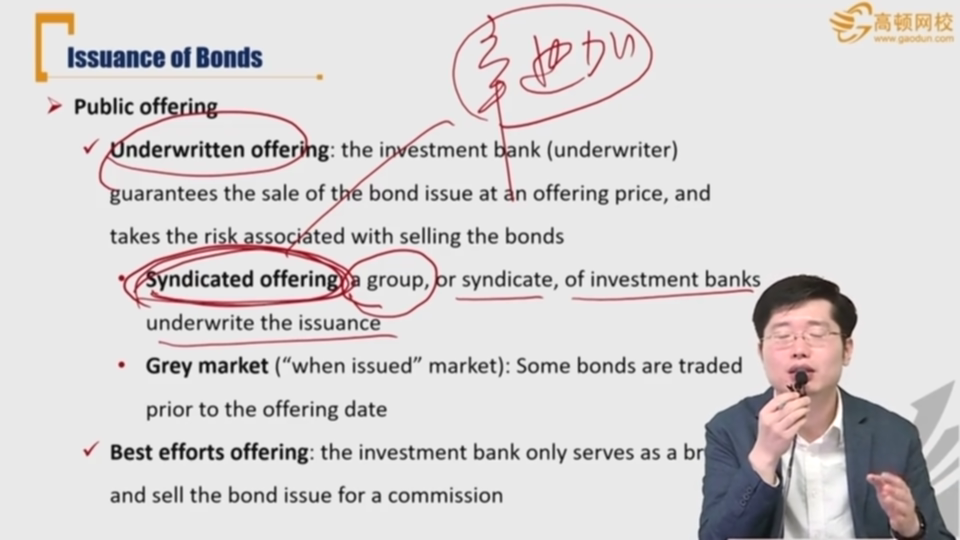 Issuance of Bonds
高顿网校
www.gaodun.com
Public offering
Underwritten offering: the investment bank (underwriter)
guarantees the sale of the bond issue at an offering price, and
takes the risk associated with selling the bonds
Syndicated offering: a group, or syndicate, of investment banks
underwrite the issuance
Grey market ("when issued" market): Some bonds are traded
prior to the offering date
Best efforts offering: the investment bank only serves as a br
and sell the bond issue for a commission